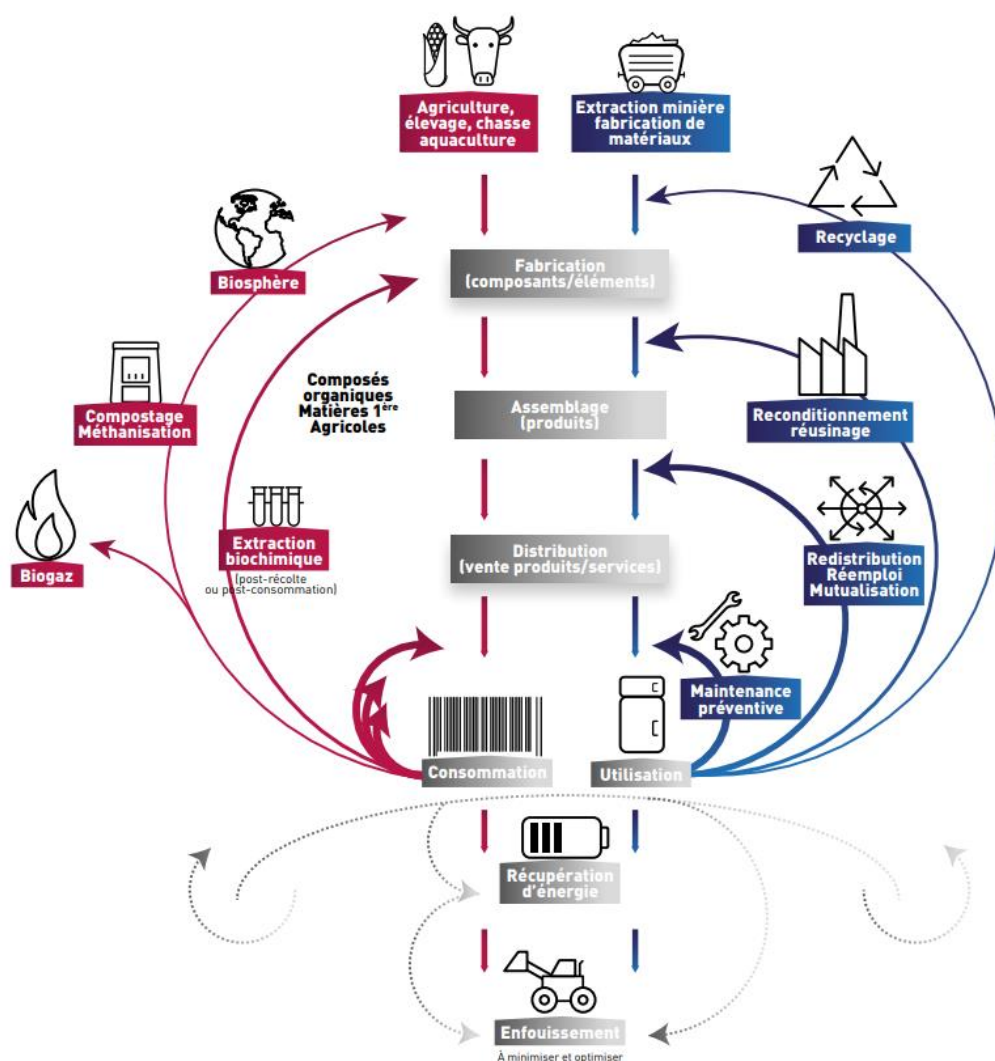 Agriculture,
élevage, chasse
aquaculture
Extraction minière
fabrication de
matériaux
Recyclage
Biosphère
Fabrication
(composants/éléments)
Composés
organiques
Matières 1ère
Agricoles
Compostage
Méthanisation
Assemblage
(produits)
Reconditionnement
réusinage
Extraction
biochimique
(post-récolte
ou post-consommation)
Biogaz
Distribution
(vente produits/services)
Redistribution
Réemploi
Mutualisation
Maintenance
préventive
Consommation
Utilisation
Récupération
d'énergie
Enfouissement
À minimiser et optimiser